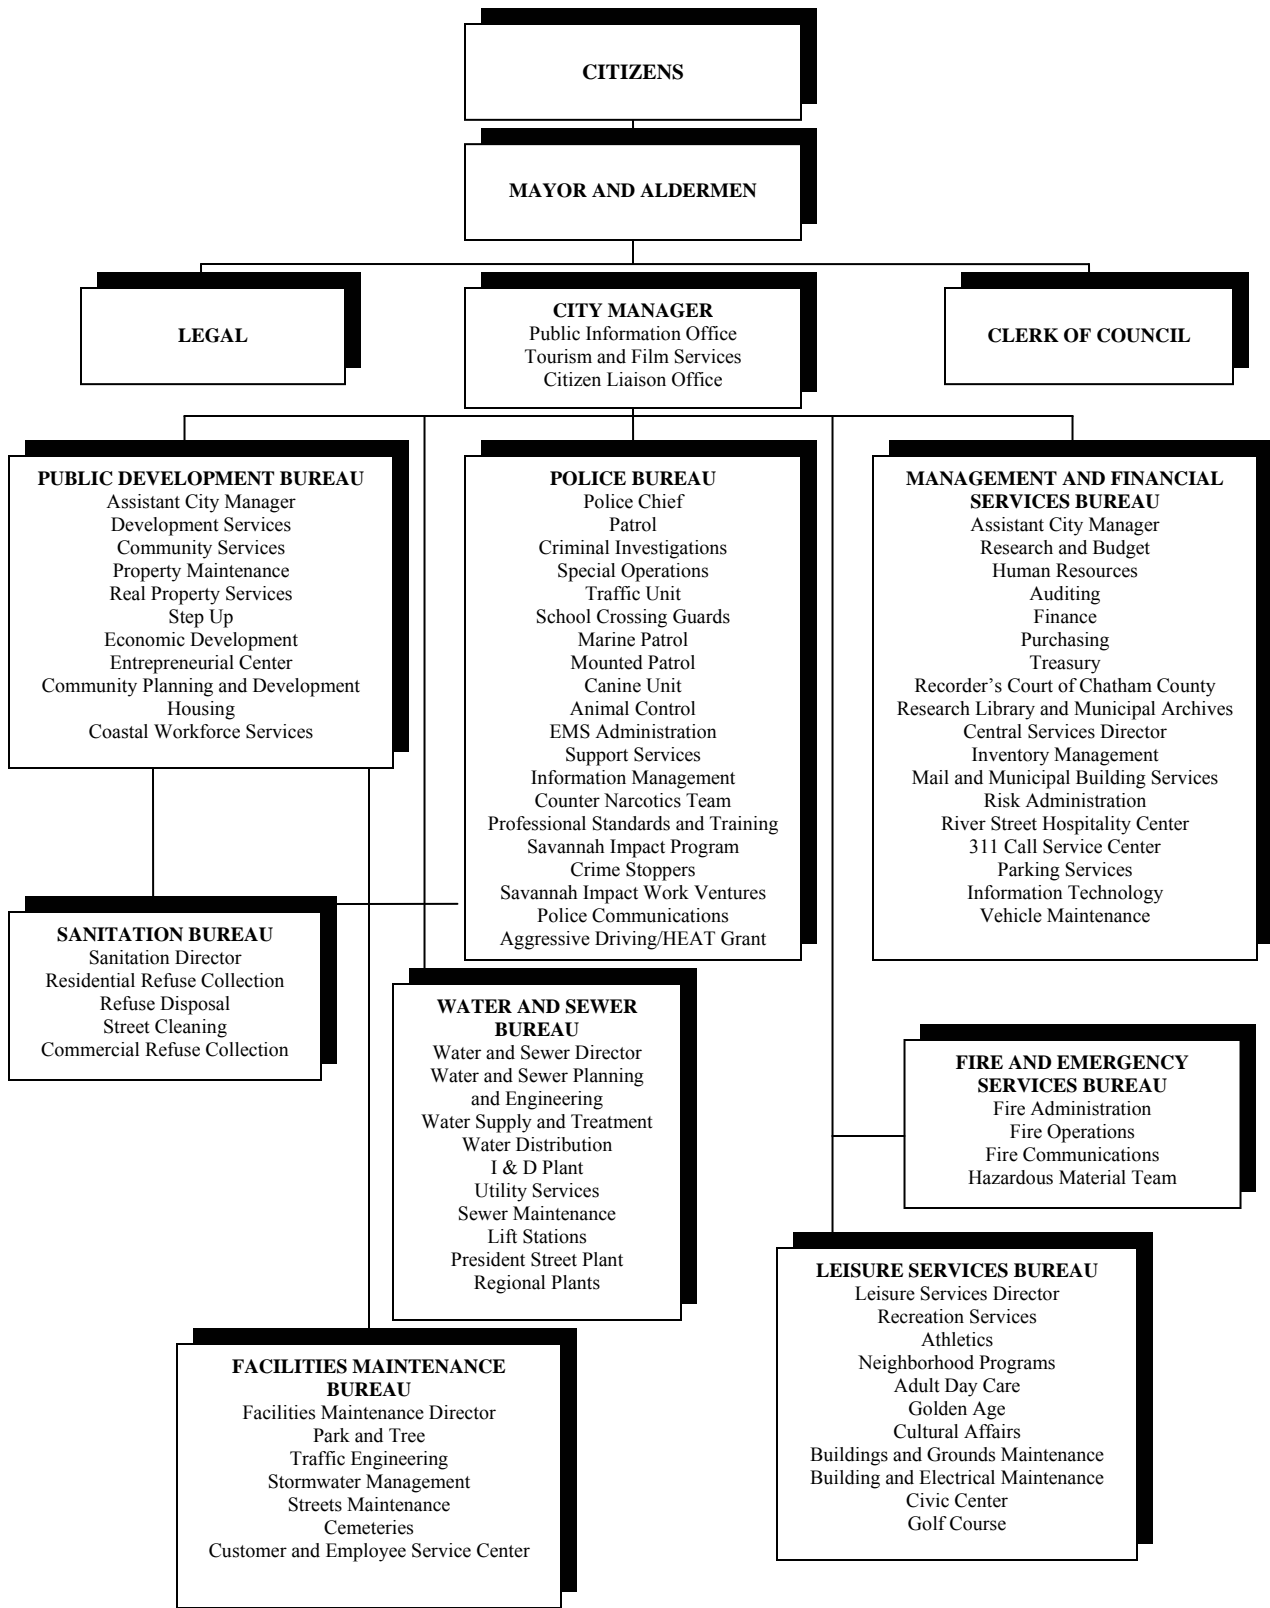 CITIZENS
MAYOR AND ALDERMEN
LEGAL
CITY MANAGER
Public Information Office
Tourism and Film Services
Citizen Liaison Office
CLERK OF COUNCIL
PUBLIC DEVELOPMENT BUREAU
Assistant City Manager
Development Services
Community Services
Property Maintenance
Real Property Services
Step Up
Economic Development
Entrepreneurial Center
Community Planning and Development
Housing
Coastal Workforce Services
POLICE BUREAU
Police Chief
Patrol
Criminal Investigations
Special Operations
Traffic Unit
School Crossing Guards
Marine Patrol
Mounted Patrol
Canine Unit
Animal Control
EMS Administration
Support Services
Information Management
Counter Narcotics Team
Professional Standards and Training
Savannah Impact Program
Crime Stoppers
Savannah Impact Work Ventures
Police Communications
Aggressive Driving/HEAT Grant
MANAGEMENT AND FINANCIAL
SERVICES BUREAU
Assistant City Manager
Research and Budget
Human Resources
Auditing
Finance
Purchasing
Treasury
Recorder's Court of Chatham County
Research Library and Municipal Archives
Central Services Director
Inventory Management
Mail and Municipal Building Services
Risk Administration
River Street Hospitality Center
311 Call Service Center
Parking Services
Information Technology
Vehicle Maintenance
SANITATION BUREAU
Sanitation Director
Residential Refuse Collection
Refuse Disposal
Street Cleaning
Commercial Refuse Collection
WATER AND SEWER
BUREAU
Water and Sewer Director
Water and Sewer Planning
and Engineering
Water Supply and Treatment
Water Distribution
I & D Plant
Utility Services
Sewer Maintenance
Lift Stations
President Street Plant
Regional Plants
FIRE AND EMERGENCY
SERVICES BUREAU
Fire Administration
Fire Operations
Fire Communications
Hazardous Material Team
LEISURE SERVICES BUREAU
Leisure Services Director
Recreation Services
Athletics
Neighborhood Programs
Adult Day Care
Golden Age
Cultural Affairs
Buildings and Grounds Maintenance
Building and Electrical Maintenance
Civic Center
Golf Course
FACILITIES MAINTENANCE
BUREAU
Facilities Maintenance Director
Park and Tree
Traffic Engineering
Stormwater Management
Streets Maintenance
Cemeteries
Customer and Employee Service Center